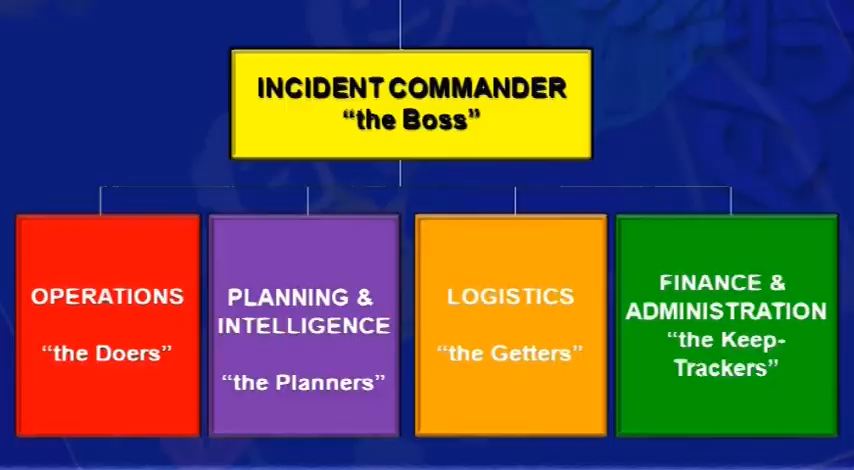 INCIDENT COMMANDER
“the Boss”
OPERATIONS
“the Doers”
PLANNING &
INTELLIGENCE
“the Planners”
LOGISTICS
“the Getters”
FINANCE &
ADMINISTRATION
“the Keep-
Trackers”